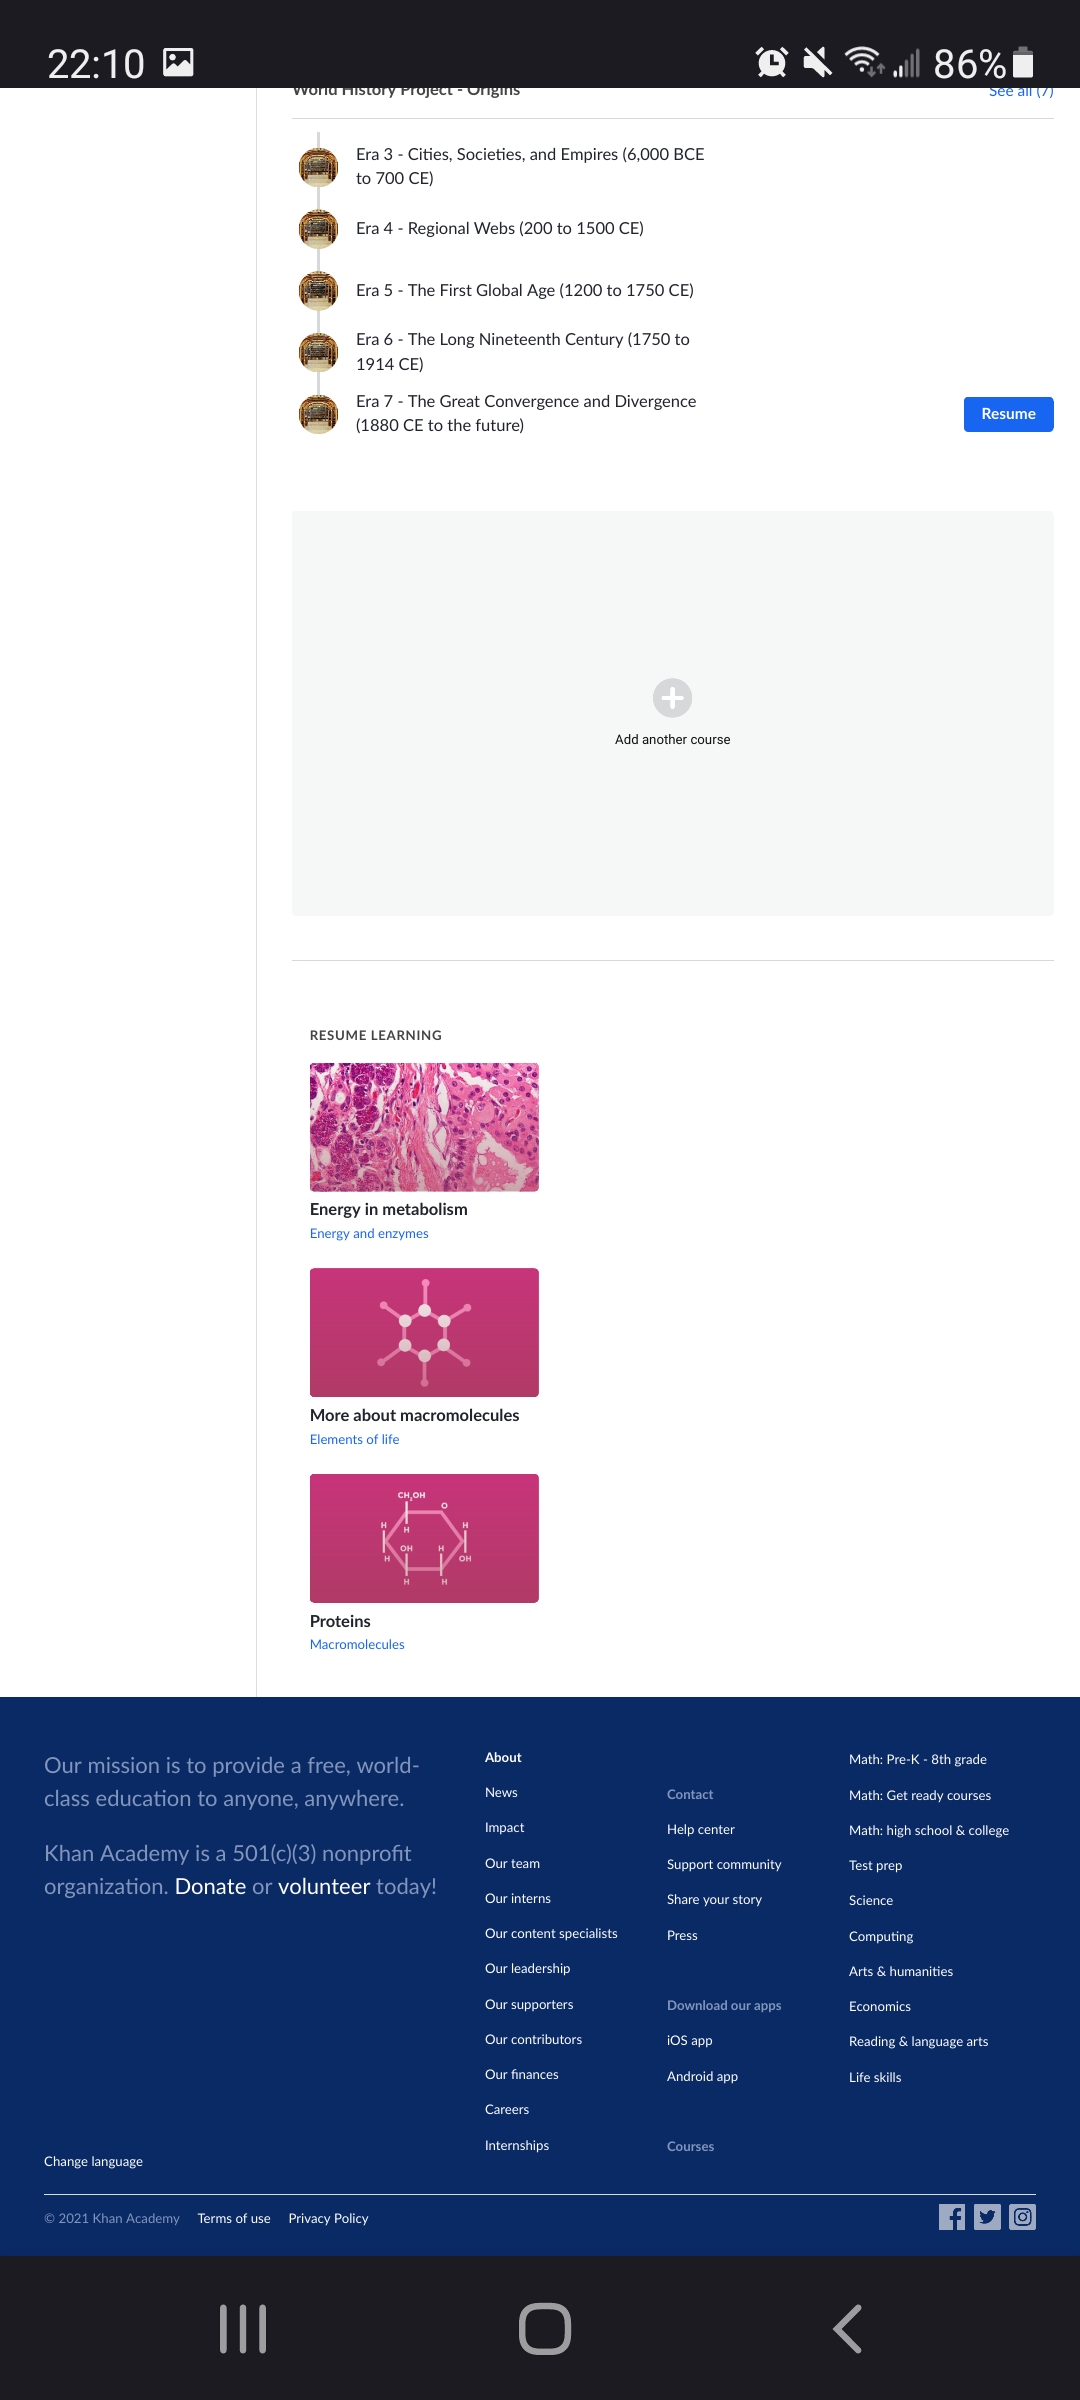 22:10
86%
World History Project - Origins
See all (7)
Era 3 - Cities, Societies, and Empires (6,000 BCE
to 700 CE)
Era 4 - Regional Webs (200 to 1500 CE)
Era 5 - The First Global Age (1200 to 1750 CE)
Era 6 - The Long Nineteenth Century (1750 to
1914 CE)
Era 7 - The Great Convergence and Divergence
(1880 CE to the future)
Resume
Add another course
RESUME LEARNING
Energy in metabolism
Energy and enzymes
More about macromolecules
Elements of life
CH2OH
O
H
H
H
OH
H
H
OH
H
H
Proteins
Macromolecules
Our mission is to provide a free, world-
class education to anyone, anywhere.
Khan Academy is a 501(c)(3) nonprofit
organization. Donate or volunteer today!
Change language
About
News
Impact
Our team
Our interns
Our content specialists
Our leadership
Our supporters
Our contributors
Our finances
Careers
Internships
Contact
Help center
Support community
Share your story
Press
Download our apps
iOS app
Android app
Courses
Math: Pre-K - 8th grade
Math: Get ready courses
Math: high school & college
Test prep
Science
Computing
Arts & humanities
Economics
Reading & language arts
Life skills
© 2021 Khan Academy Terms of use Privacy Policy